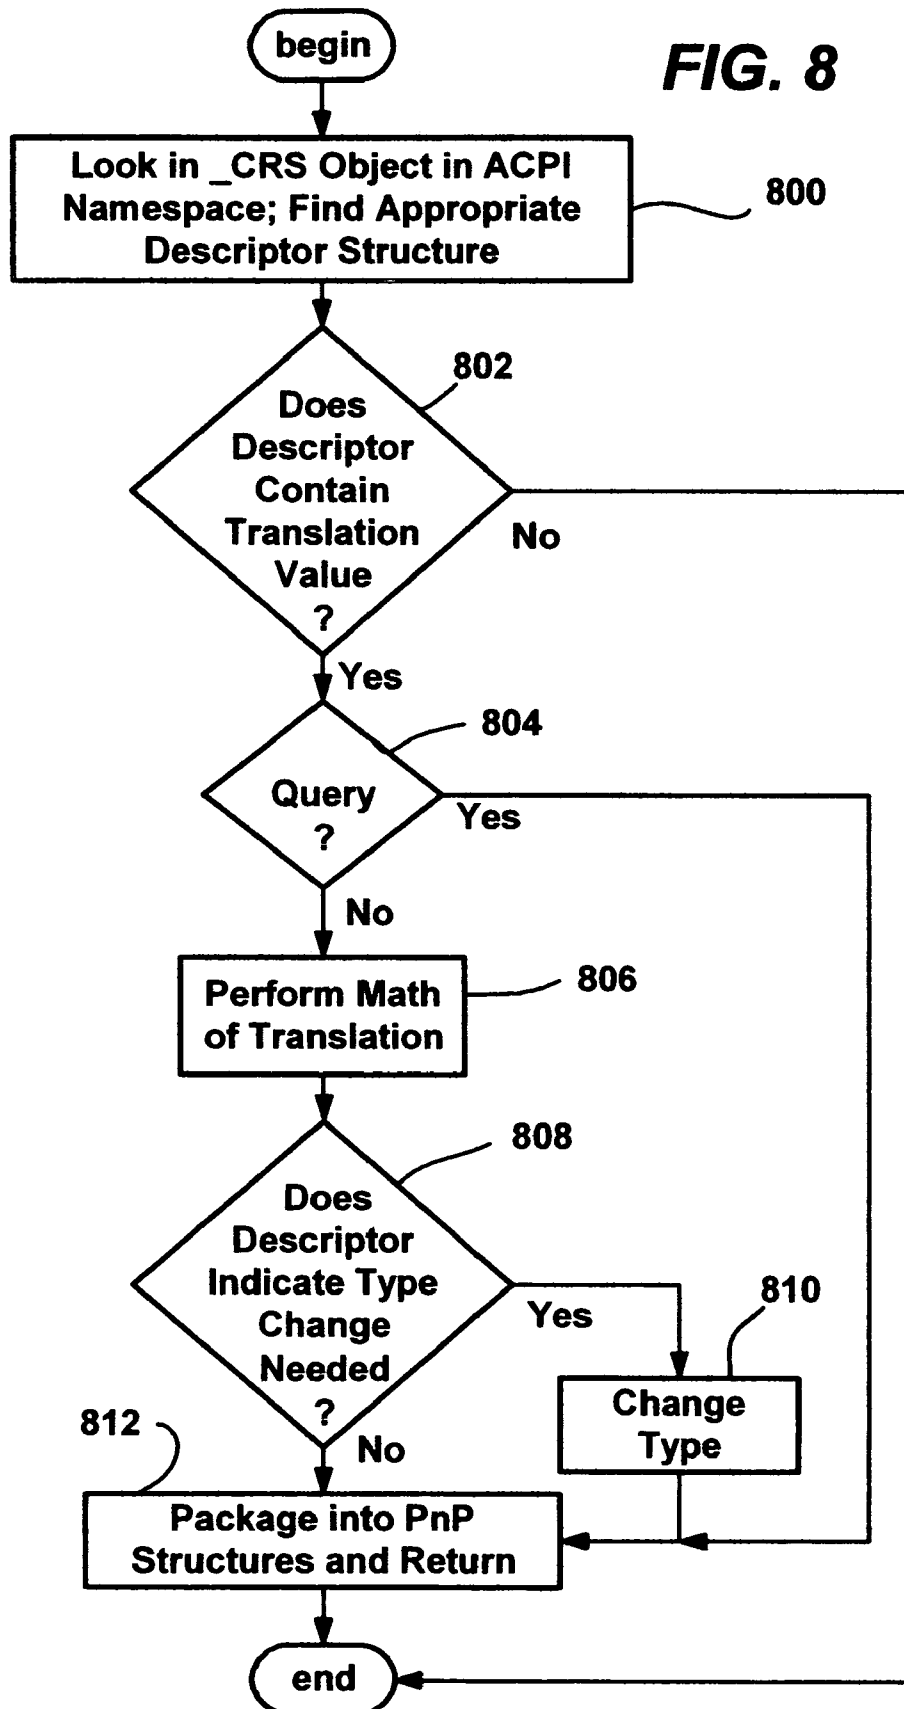 begin
FIG. 8
Look in _CRS Object in ACPI
Namespace; Find Appropriate
Descriptor Structure
800
802
Does
Descriptor
Contain
Translation
Value
?
No
Yes
804
Query
?
Yes
No
Perform Math
of Translation
806
808
Does
Descriptor
Indicate Type
Change
Needed
?
Yes
810
Change
Type
812
No
Package into PnP
Structures and Return
end